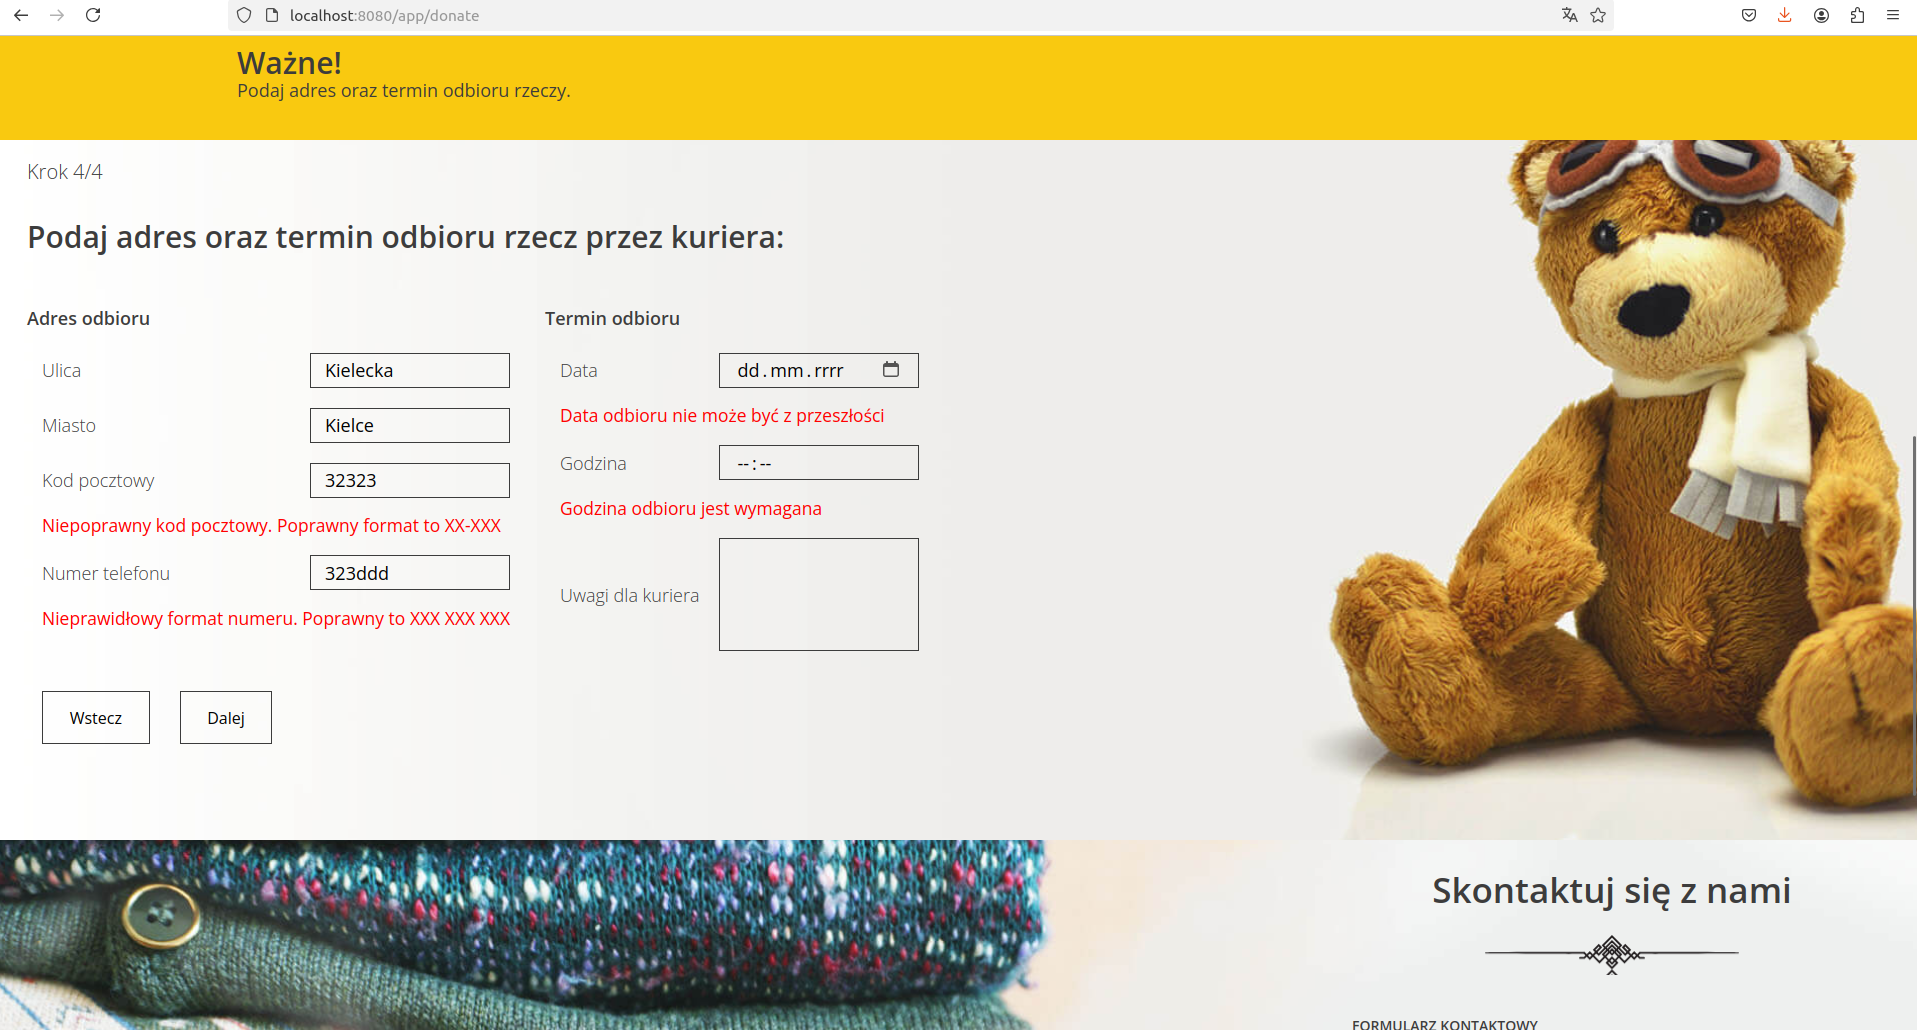 localhost:8080/app/donate
Ważne!
Podaj adres oraz termin odbioru rzeczy.
Krok 4/4
Podaj adres oraz termin odbioru rzecz przez kuriera:
Adres odbioru
Ulica Kielecka
Miasto Kielce
Kod pocztowy 32323
Niepoprawny kod pocztowy. Poprawny format to XX-XXX
Numer telefonu 323ddd
Nieprawidłowy format numeru. Poprawny to XXX XXX XXX
Termin odbioru
Data dd.mm.rrrr
Data odbioru nie może być z przeszłości
Godzina --:--
Godzina odbioru jest wymagana
Uwagi dla kuriera
Wstecz Dalej
Skontaktuj się z nami
FORMULARZ KONTAKTOWY